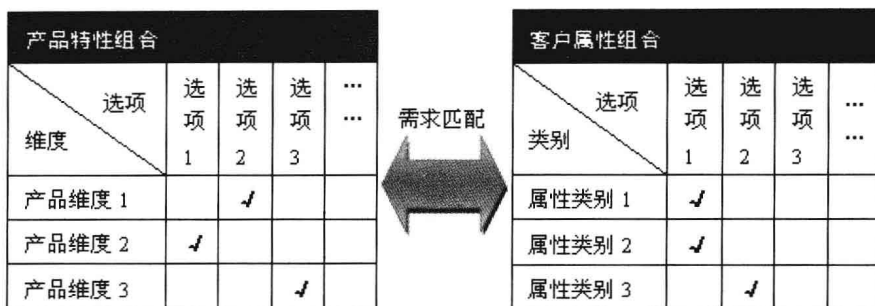 产品特性组合
选项
维度
选项1
选项2
选项3
……
产品维度 1
√
产品维度 2
√
产品维度 3
√
需求匹配
客户属性组合
选项
类别
选项1
选项2
选项3
……
属性类别 1
√
属性类别 2
√
属性类别 3
√